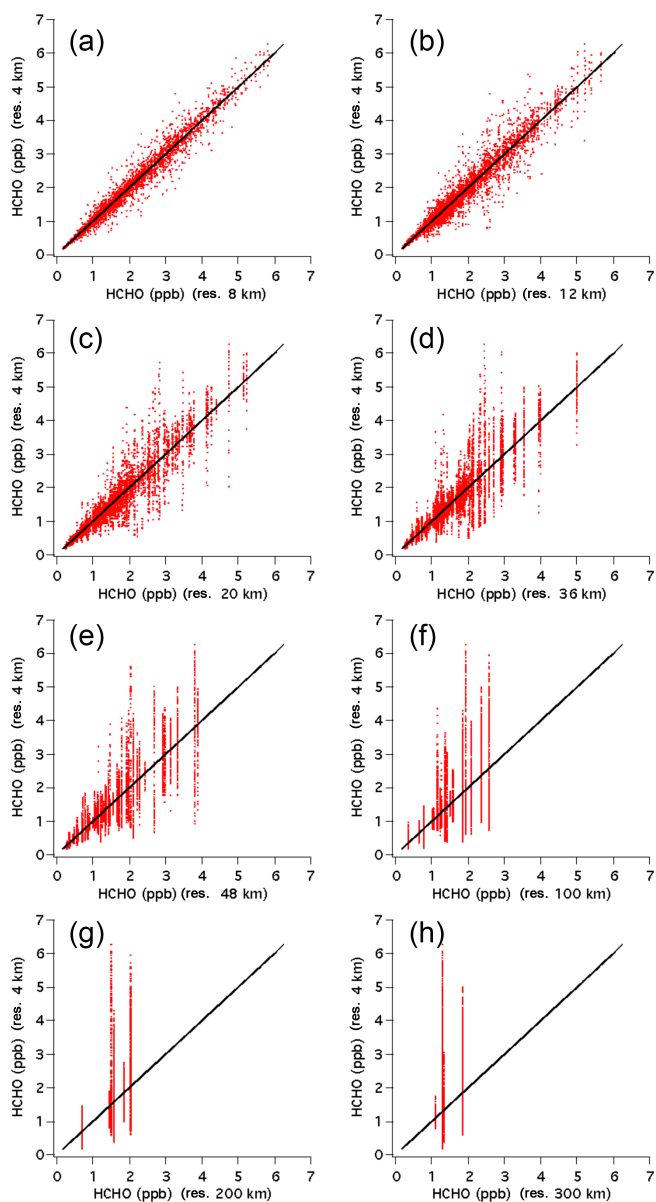 (a)
HCHO (ppb) (res. 4 km)
7
6
5
4
3
2
1
0
0 1 2 3 4 5 6 7
HCHO (ppb) (res. 8 km)
(b)
HCHO (ppb) (res. 4 km)
7
6
5
4
3
2
1
0
0 1 2 3 4 5 6 7
HCHO (ppb) (res. 12 km)
(c)
HCHO (ppb) (res. 4 km)
7
6
5
4
3
2
1
0
0 1 2 3 4 5 6 7
HCHO (ppb) (res. 20 km)
(d)
HCHO (ppb) (res. 4 km)
7
6
5
4
3
2
1
0
0 1 2 3 4 5 6 7
HCHO (ppb) (res. 36 km)
(e)
HCHO (ppb) (res. 4 km)
7
6
5
4
3
2
1
0
0 1 2 3 4 5 6 7
HCHO (ppb) (res. 48 km)
(f)
HCHO (ppb) (res. 4 km)
7
6
5
4
3
2
1
0
0 1 2 3 4 5 6 7
HCHO (ppb) (res. 100 km)
(g)
HCHO (ppb) (res. 4 km)
7
6
5
4
3
2
1
0
0 1 2 3 4 5 6 7
HCHO (ppb) (res. 200 km)
(h)
HCHO (ppb) (res. 4 km)
7
6
5
4
3
2
1
0
0 1 2 3 4 5 6 7
HCHO (ppb) (res. 300 km)